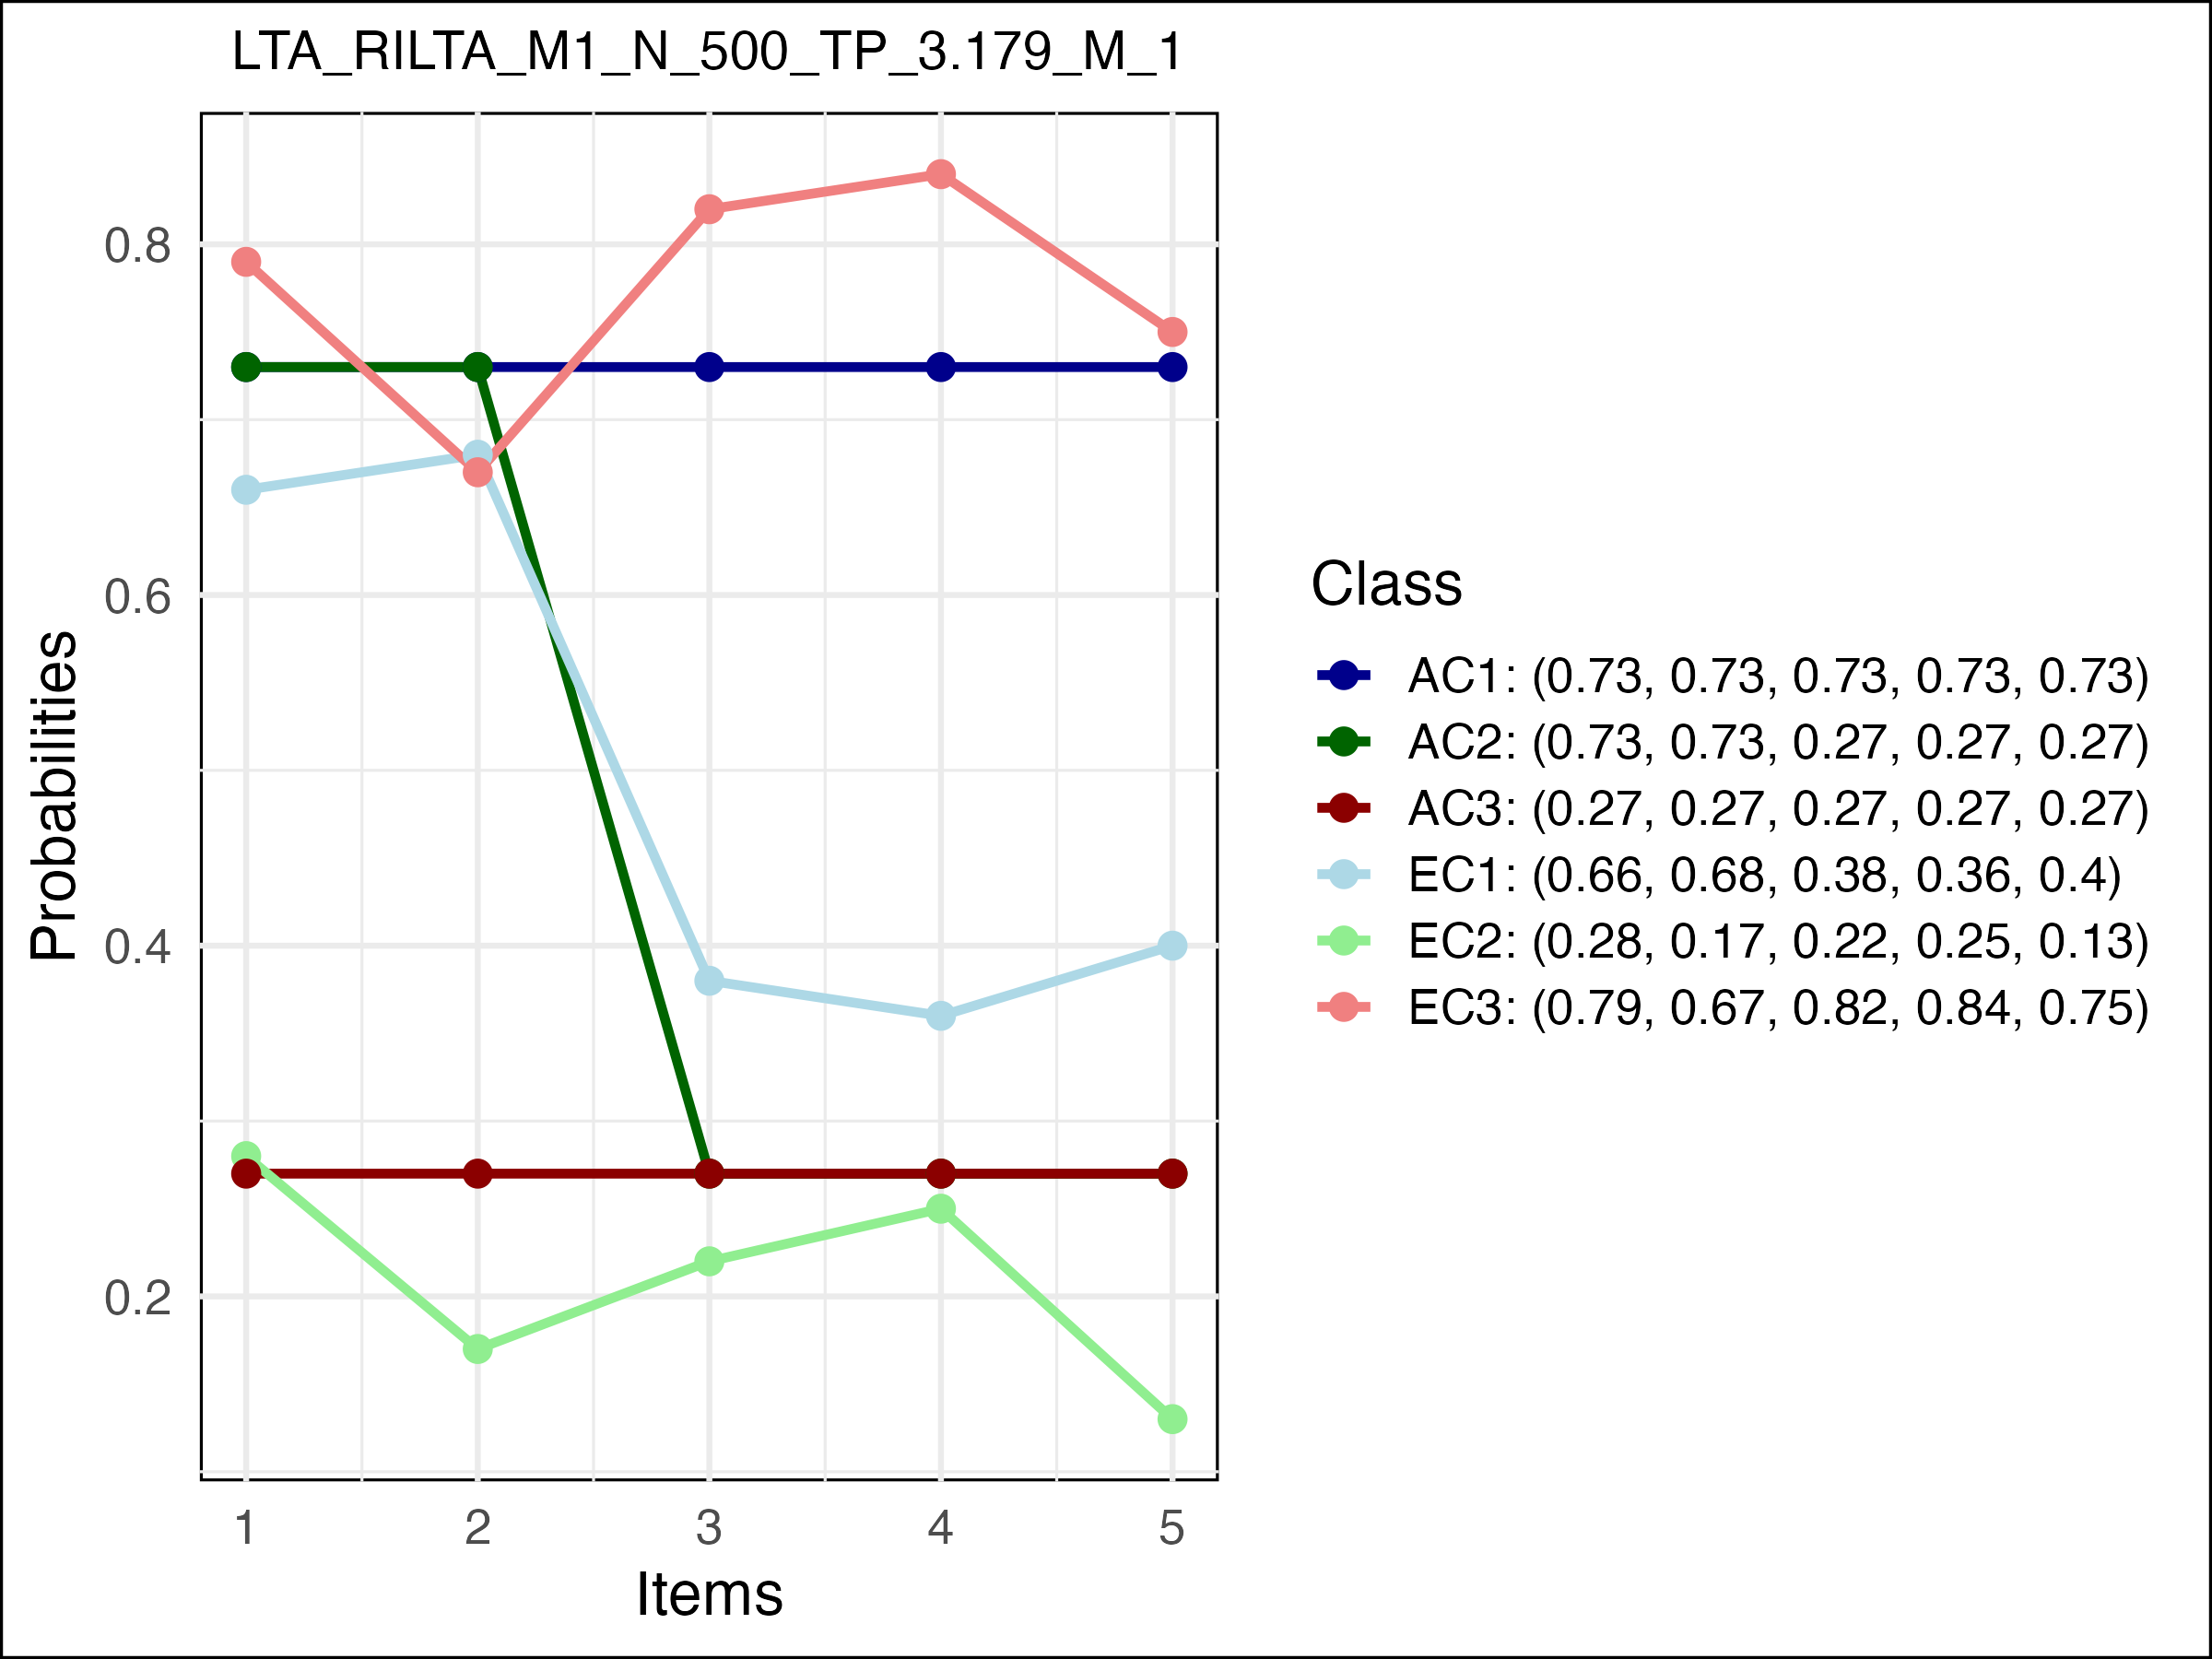 LTA_RILTA_M1_N_500_TP_3.179_M_1
Probabilities
0.8
0.6
0.4
0.2
1 2 3 4 5
Items
Class
AC1: (0.73, 0.73, 0.73, 0.73, 0.73)
AC2: (0.73, 0.73, 0.27, 0.27, 0.27)
AC3: (0.27, 0.27, 0.27, 0.27, 0.27)
EC1: (0.66, 0.68, 0.38, 0.36, 0.4)
EC2: (0.28, 0.17, 0.22, 0.25, 0.13)
EC3: (0.79, 0.67, 0.82, 0.84, 0.75)